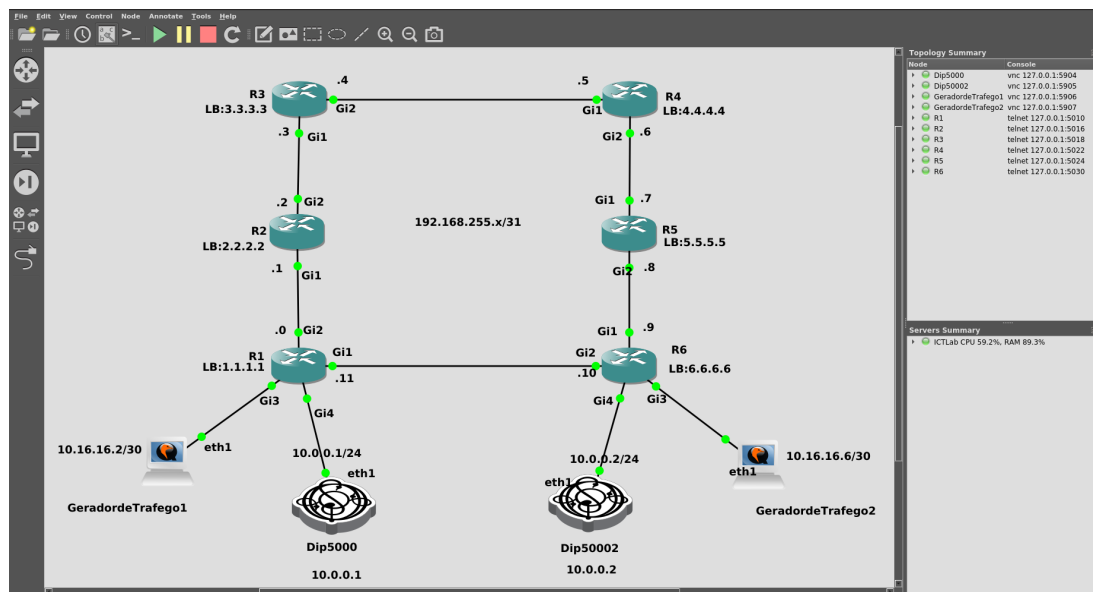 File Edit View Control Node Annotate Tools Help
Topology Summary
Node Console
Dip5000 vnc 127.0.0.1:5904
Dip50002 vnc 127.0.0.1:5905
GeradordeTrafego1 vnc 127.0.0.1:5906
GeradordeTrafego2 vnc 127.0.0.1:5907
R1 telnet 127.0.0.1:5010
R2 telnet 127.0.0.1:5016
R3 telnet 127.0.0.1:5018
R4 telnet 127.0.0.1:5022
R5 telnet 127.0.0.1:5024
R6 telnet 127.0.0.1:5030
Servers Summary
ICTLab CPU 59.2%, RAM 89.3%
.4 .5
R3 R4
LB:3.3.3.3 Gi2 Gi1 LB:4.4.4.4
.3 Gi1 Gi2 .6
.2 Gi2 Gi1 .7
192.168.255.x/31
R2 R5
LB:2.2.2.2 LB:5.5.5.5
.1 Gi1 Gi2 .8
.0 Gi2 Gi1 .9
R1 Gi1 Gi2 R6
LB:1.1.1.1 .11 .10 LB:6.6.6.6
Gi3 Gi4 Gi4 Gi3
10.16.16.2/30 eth1 10.0.0.1/24 10.0.0.2/24 10.16.16.6/30
eth1 eth1 eth1
GeradordeTrafego1 GeradordeTrafego2
Dip5000 Dip50002
10.0.0.1 10.0.0.2